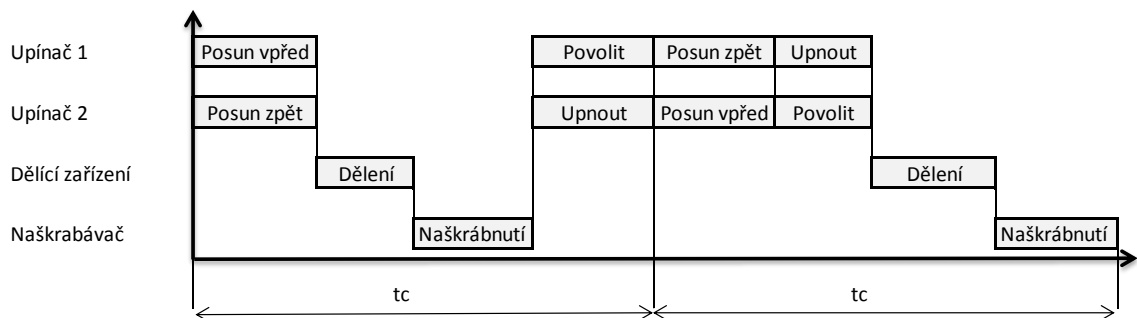 Upínač 1 Posun vpřed Povolit Posun zpět Upnout
Upínač 2 Posun zpět Upnout Posun vpřed Povolit
Dělící zařízení Dělení Dělení
Naškrabávač Naškrábnutí Naškrábnutí
tc tc